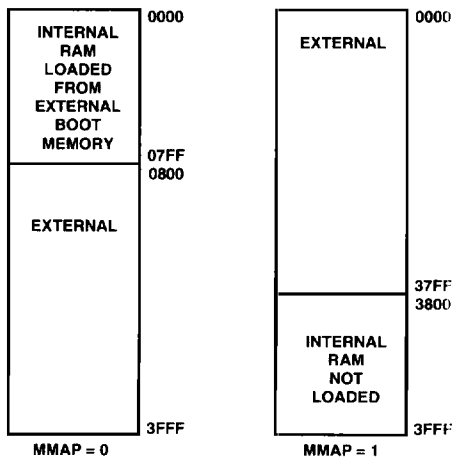 0000
INTERNAL
RAM
LOADED
FROM
EXTERNAL
BOOT
MEMORY
07FF
0800
EXTERNAL
3FFF
MMAP = 0
0000
EXTERNAL
37FF
3800
INTERNAL
RAM
NOT
LOADED
3FFF
MMAP = 1